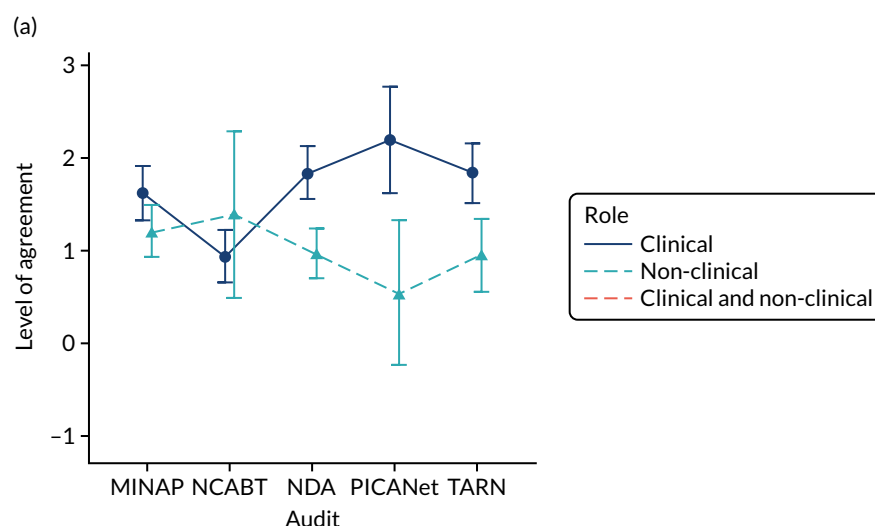 (a)
3
2
1
0
−1
Level of agreement
MINAP NCABT NDA PICANet TARN
Audit
Role
Clinical
Non-clinical
Clinical and non-clinical